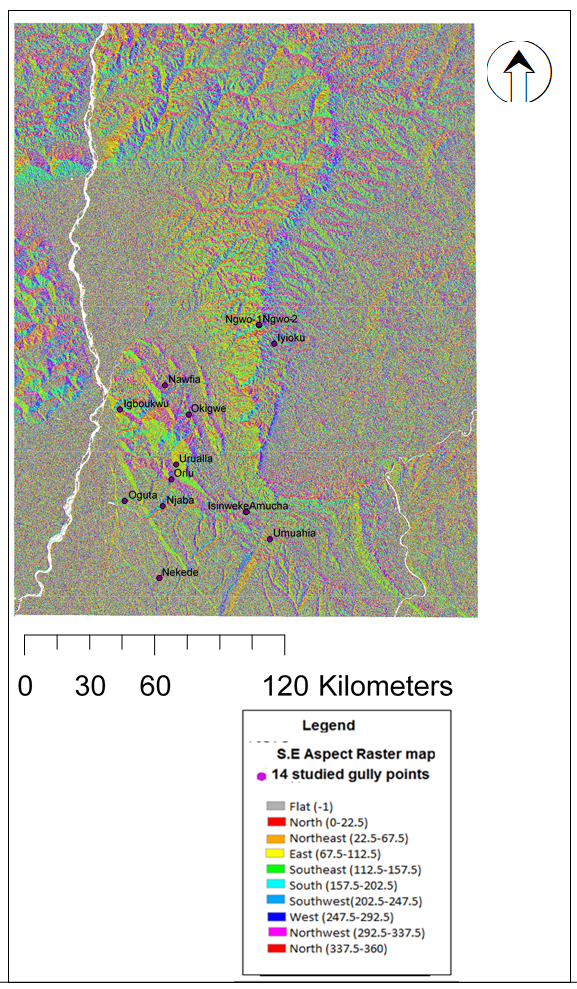 Ngwo-1Ngwo-2
Iyioku
Nawfia
Igboukwu
Okigwe
Urualla
Orlu
Oguta
Njaba
IsinwekeAmucha
Umuahia
Nekede
0 30 60 120 Kilometers
Legend
S.E Aspect Raster map
14 studied gully points
Flat (-1)
North (0-22.5)
Northeast (22.5-67.5)
East (67.5-112.5)
Southeast (112.5-157.5)
South (157.5-202.5)
Southwest(202.5-247.5)
West (247.5-292.5)
Northwest (292.5-337.5)
North (337.5-360)